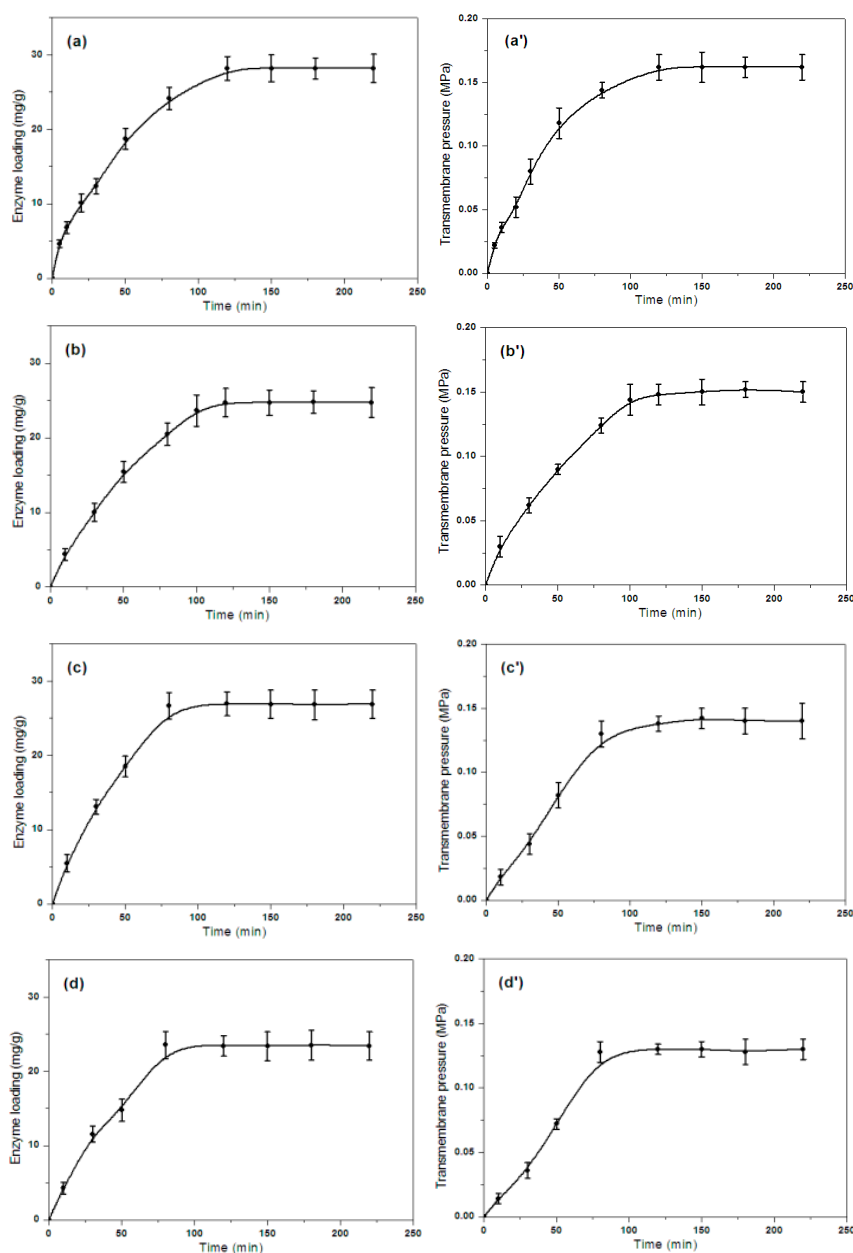 (a)
Enzyme loading (mg/g)
30
20
10
0
0 50 100 150 200 250
Time (min)
(a')
Transmembrane pressure (MPa)
0.20
0.15
0.10
0.05
0.00
0 50 100 150 200 250
Time (min)
(b)
Enzyme loading (mg/g)
30
20
10
0
0 50 100 150 200 250
Time (min)
(b')
Transmembrane pressure (MPa)
0.20
0.15
0.10
0.05
0.00
0 50 100 150 200 250
Time (min)
(c)
Enzyme loading (mg/g)
30
20
10
0
0 50 100 150 200 250
Time (min)
(c')
Transmembrane pressure (MPa)
0.20
0.15
0.10
0.05
0.00
0 50 100 150 200 250
Time (min)
(d)
Enzyme loading (mg/g)
30
20
10
0
0 50 100 150 200 250
Time (min)
(d')
Transmembrane pressure (MPa)
0.20
0.15
0.10
0.05
0.00
0 50 100 150 200 250
Time (min)